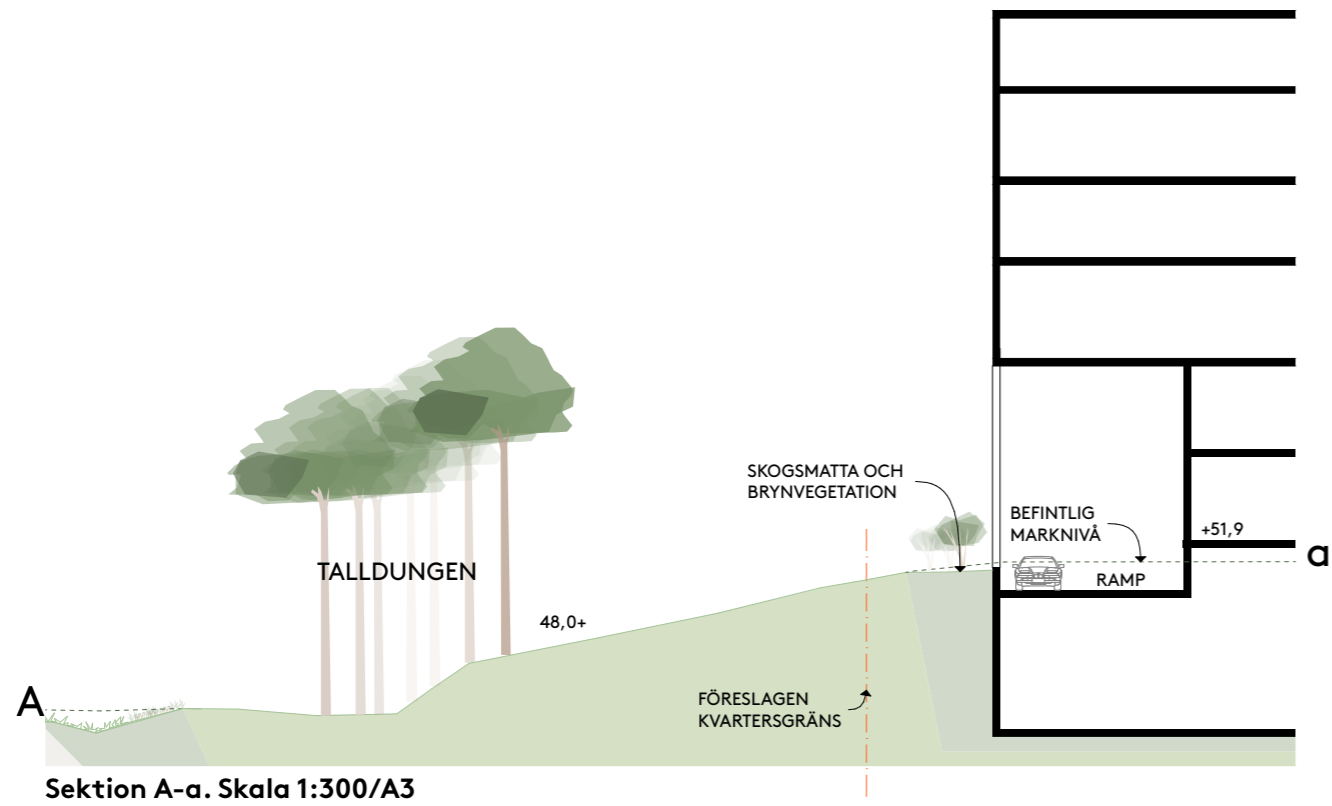 SKOGSMATTA OCH
BRYNVEGETATION
BEFINTLIG
MARKNIVÅ
+51,9
a
RAMP
TALLDUNGEN
48,0+
A
FÖRESLAGEN
KVARTERSGRÄNS
Sektion A-a. Skala 1:300/A3